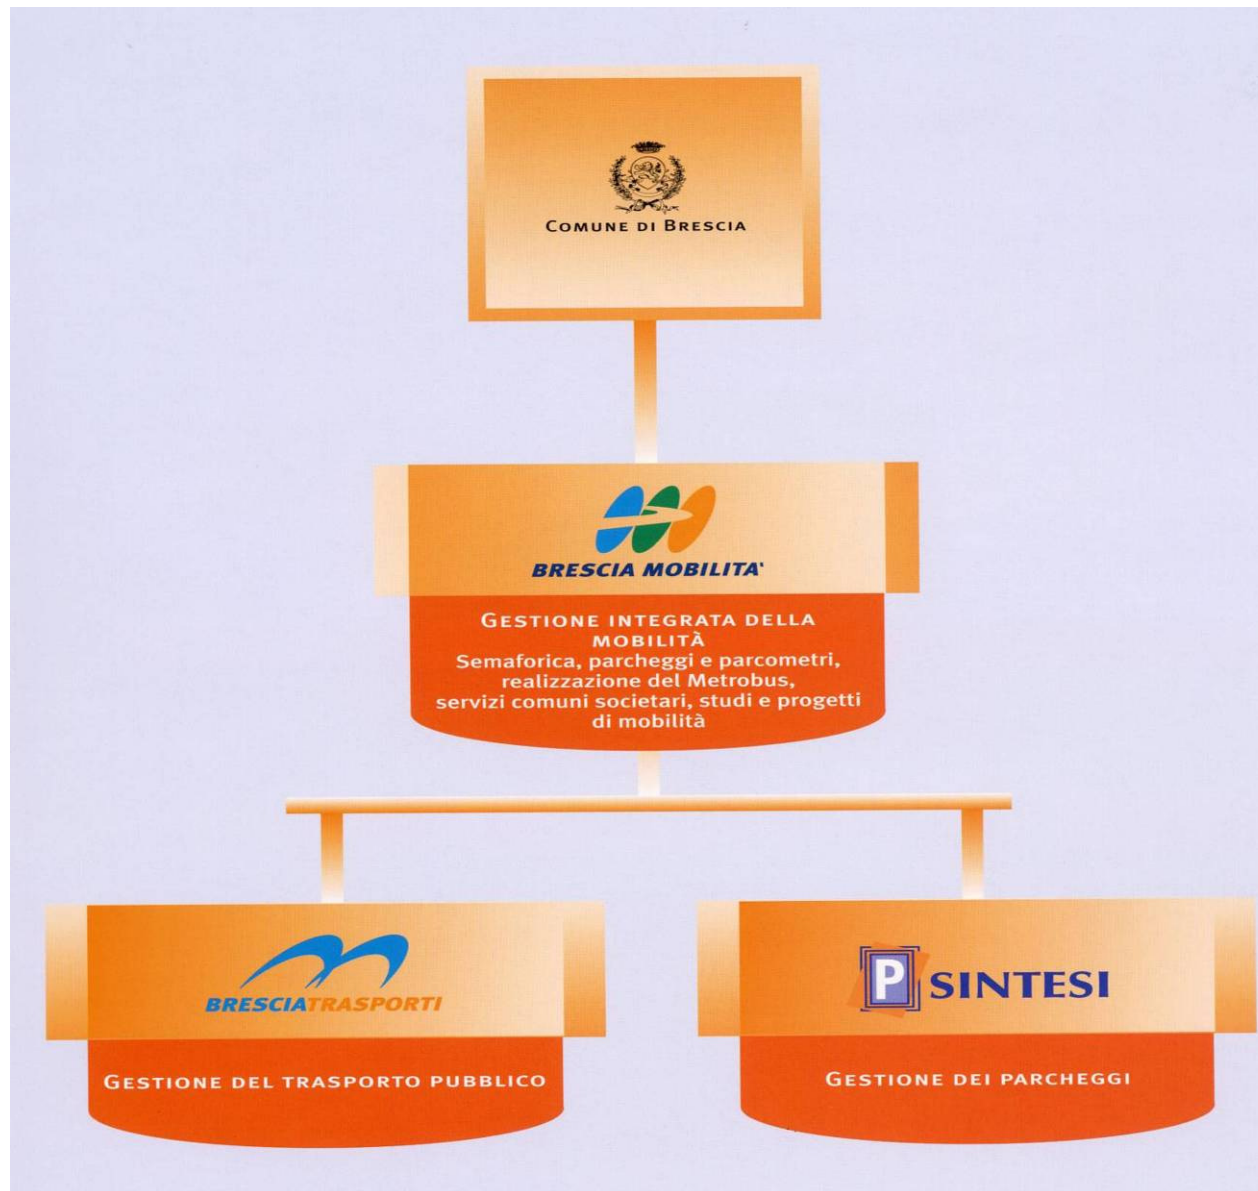 COMUNE DI BRESCIA
BRESCIA MOBILITA'
GESTIONE INTEGRATA DELLA
MOBILITÀ
Semaforica, parcheggi e parcometri,
realizzazione del Metrobus,
servizi comuni societari, studi e progetti
di mobilità
BRESCIATRASPORTI
GESTIONE DEL TRASPORTO PUBBLICO
P SINTESI
GESTIONE DEI PARCHEGGI